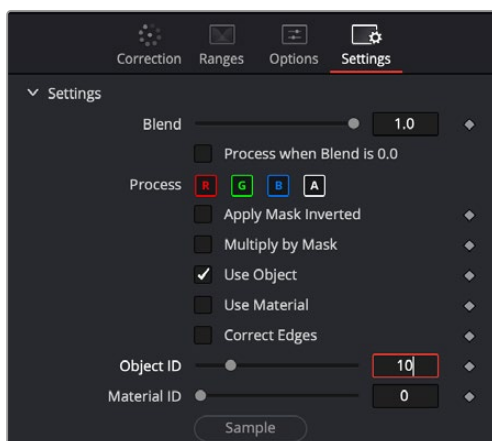 Correction Ranges Options Settings
Settings
Blend 1.0
Process when Blend is 0.0
Process R G B A
Apply Mask Inverted
Multiply by Mask
Use Object
Use Material
Correct Edges
Object ID 10
Material ID 0
Sample